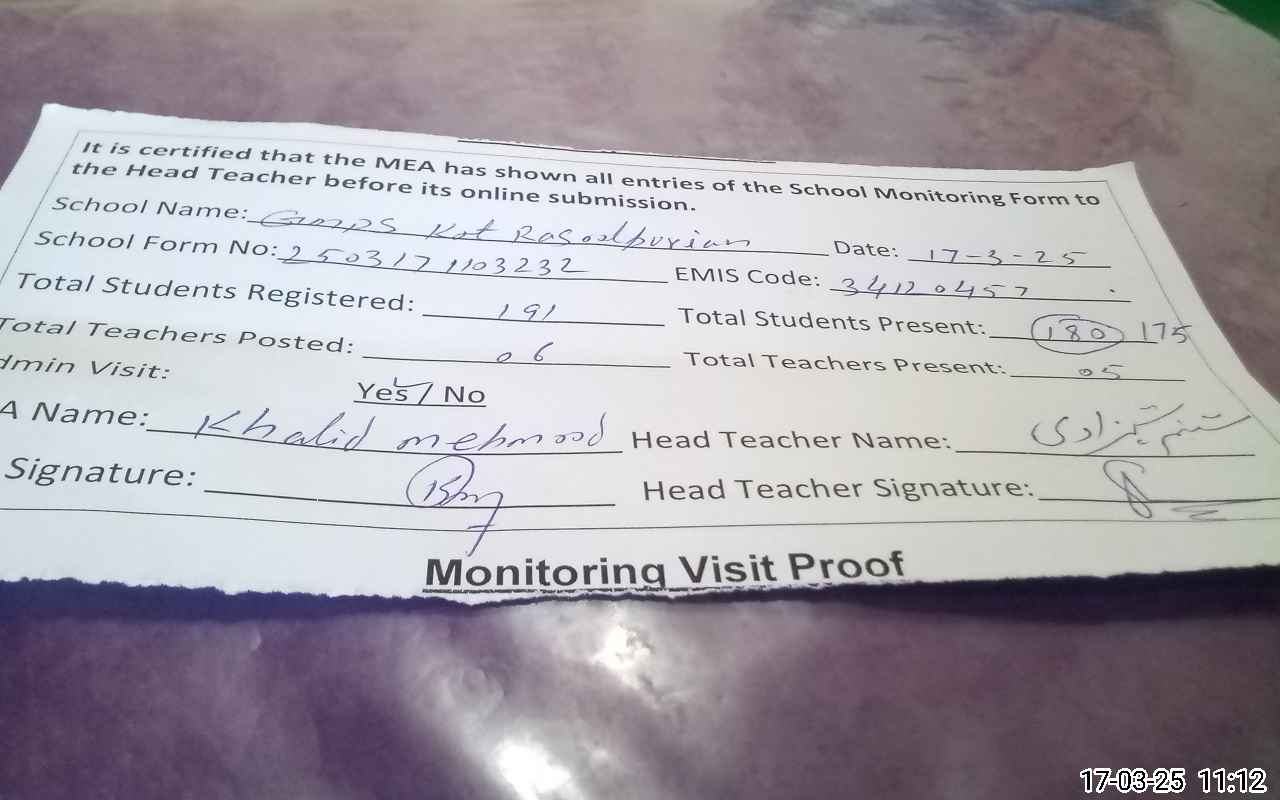 It is certified that the MEA has shown all entries of the School Monitoring Form to
the Head Teacher before its online submission.
School Name: GMPS Kot Rasoolpurian Date: 17-3-25
School Form No: 2503171103232 EMIS Code: 34120457
Total Students Registered: 191 Total Students Present: 180 175
Total Teachers Posted: 06 Total Teachers Present: 05
dmin Visit: Yes / No
A Name: Khalid mehmood Head Teacher Name:
Signature: Head Teacher Signature:
Monitoring Visit Proof
17-03-25 11:12